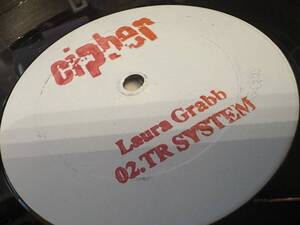 cipher
Laura Grabb
02.TR SYSTEM